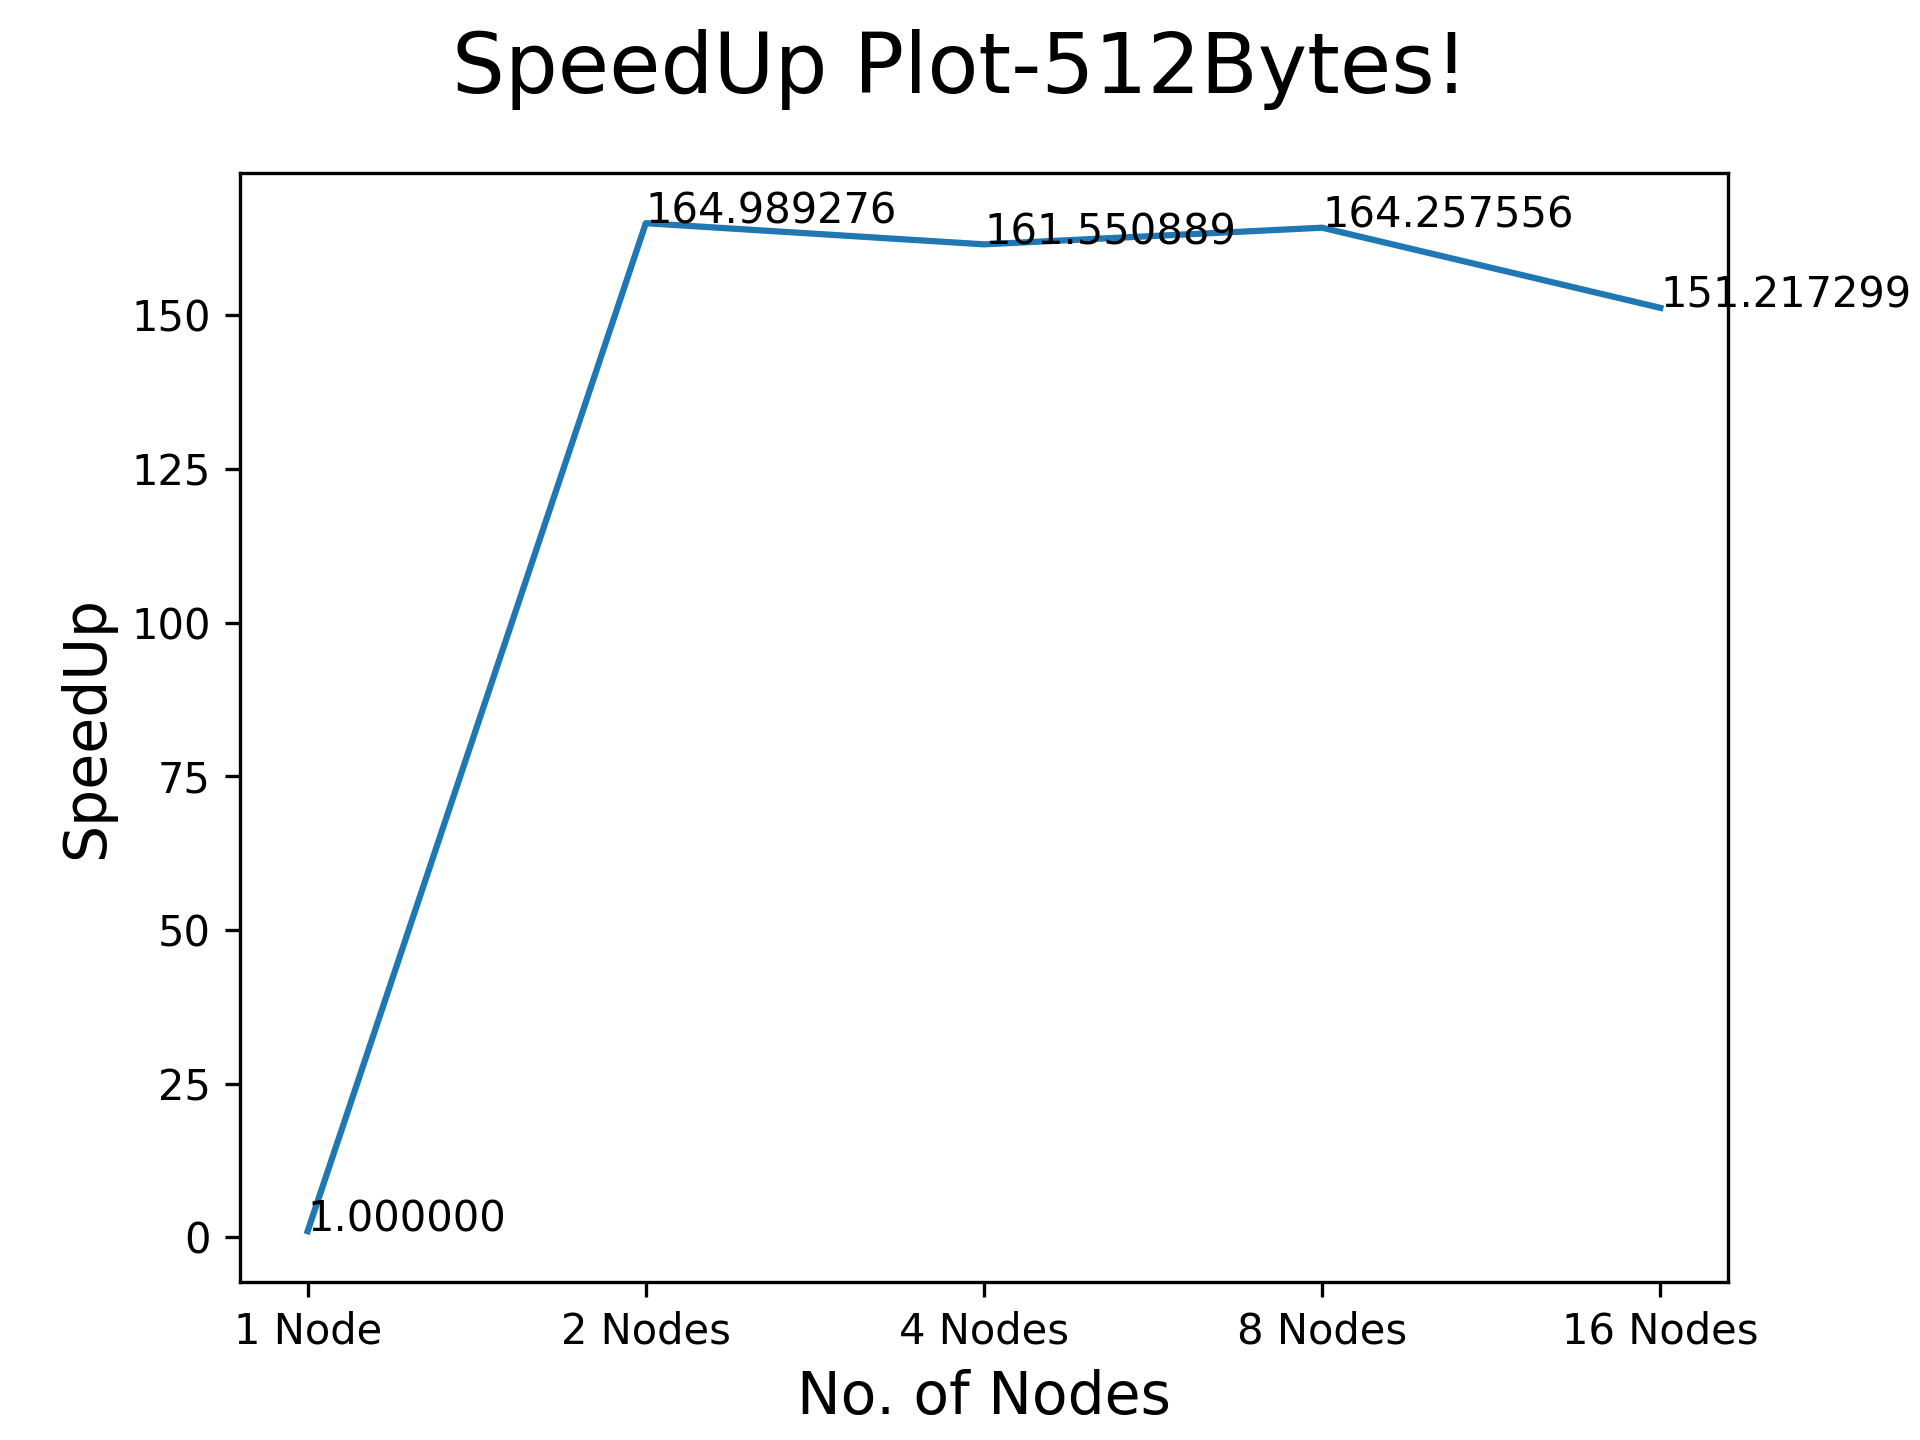 SpeedUp Plot-512Bytes!
164.989276
161.550889
164.257556
151.217299
1.000000
150
125
100
75
50
25
0
SpeedUp
1 Node
2 Nodes
4 Nodes
8 Nodes
16 Nodes
No. of Nodes